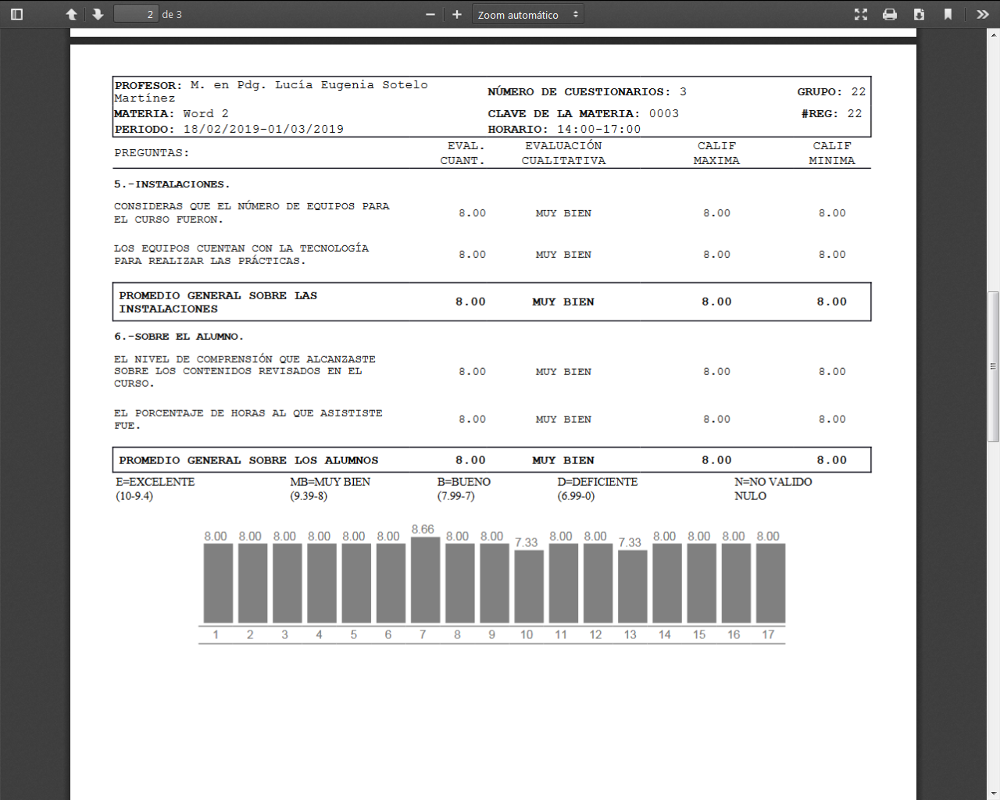 2 de 3 Zoom automático
PROFESOR: M. en Pdg. Lucía Eugenia Sotelo
Martínez
NÚMERO DE CUESTIONARIOS: 3 GRUPO: 22
MATERIA: Word 2 CLAVE DE LA MATERIA: 0003 #REG: 22
PERIODO: 18/02/2019-01/03/2019 HORARIO: 14:00-17:00
PREGUNTAS:
EVAL. EVALUACIÓN CALIF CALIF
CUANT. CUALITATIVA MAXIMA MINIMA
5.-INSTALACIONES.
CONSIDERAS QUE EL NÚMERO DE EQUIPOS PARA
EL CURSO FUERON.
8.00 MUY BIEN 8.00 8.00
LOS EQUIPOS CUENTAN CON LA TECNOLOGÍA
PARA REALIZAR LAS PRÁCTICAS.
8.00 MUY BIEN 8.00 8.00
PROMEDIO GENERAL SOBRE LAS
INSTALACIONES
8.00 MUY BIEN 8.00 8.00
6.-SOBRE EL ALUMNO.
EL NIVEL DE COMPRENSIÓN QUE ALCANZASTE
SOBRE LOS CONTENIDOS REVISADOS EN EL
CURSO.
8.00 MUY BIEN 8.00 8.00
EL PORCENTAJE DE HORAS AL QUE ASISTISTE
FUE.
8.00 MUY BIEN 8.00 8.00
PROMEDIO GENERAL SOBRE LOS ALUMNOS 8.00 MUY BIEN 8.00 8.00
E=EXCELENTE MB=MUY BIEN B=BUENO D=DEFICIENTE N=NO VALIDO
(10-9.4) (9.39-8) (7.99-7) (6.99-0) NULO
8.00 8.00 8.00 8.00 8.00 8.00 8.66 8.00 8.00 7.33 8.00 8.00 7.33 8.00 8.00 8.00 8.00
1 2 3 4 5 6 7 8 9 10 11 12 13 14 15 16 17